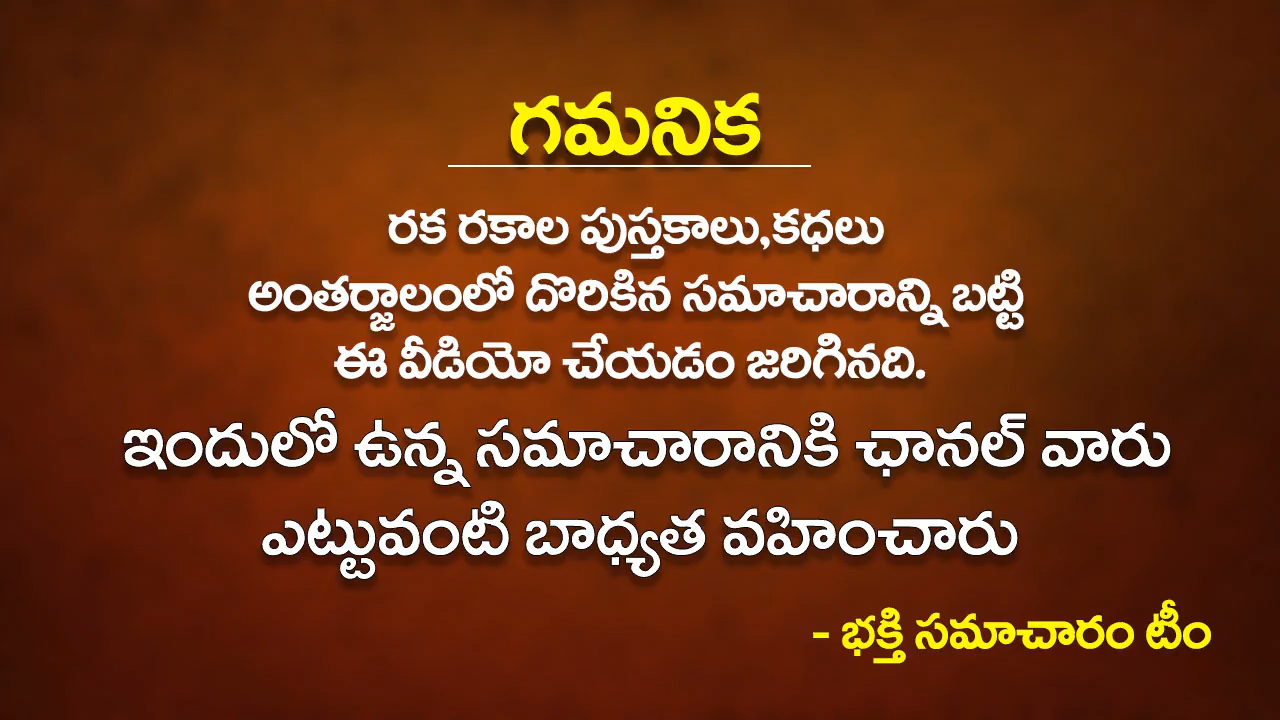 గమనిక
రక రకాల పుస్తకాలు,కధలు
అంతర్జాలంలో దొరికిన సమాచారాన్ని బట్టి
ఈ వీడియో చేయడం జరిగినది.
ఇందులో ఉన్న సమాచారానికి ఛానల్ వారు
ఎట్టువంటి బాధ్యత వహించారు
- భక్తి సమాచారం టీం